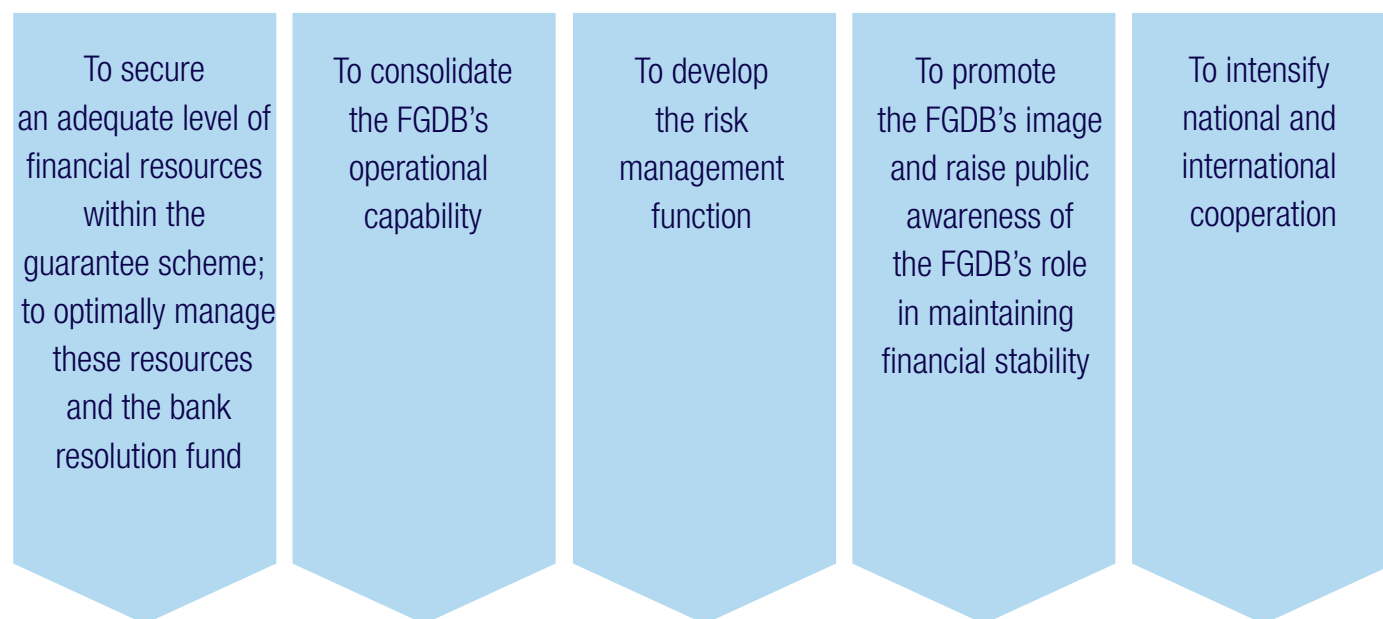 To secure
an adequate level of
financial resources
within the
guarantee scheme;
to optimally manage
these resources
and the bank
resolution fund
To consolidate
the FGDB's
operational
capability
To develop
the risk
management
function
To promote
the FGDB's image
and raise public
awareness of
the FGDB's role
in maintaining
financial stability
To intensify
national and
international
cooperation